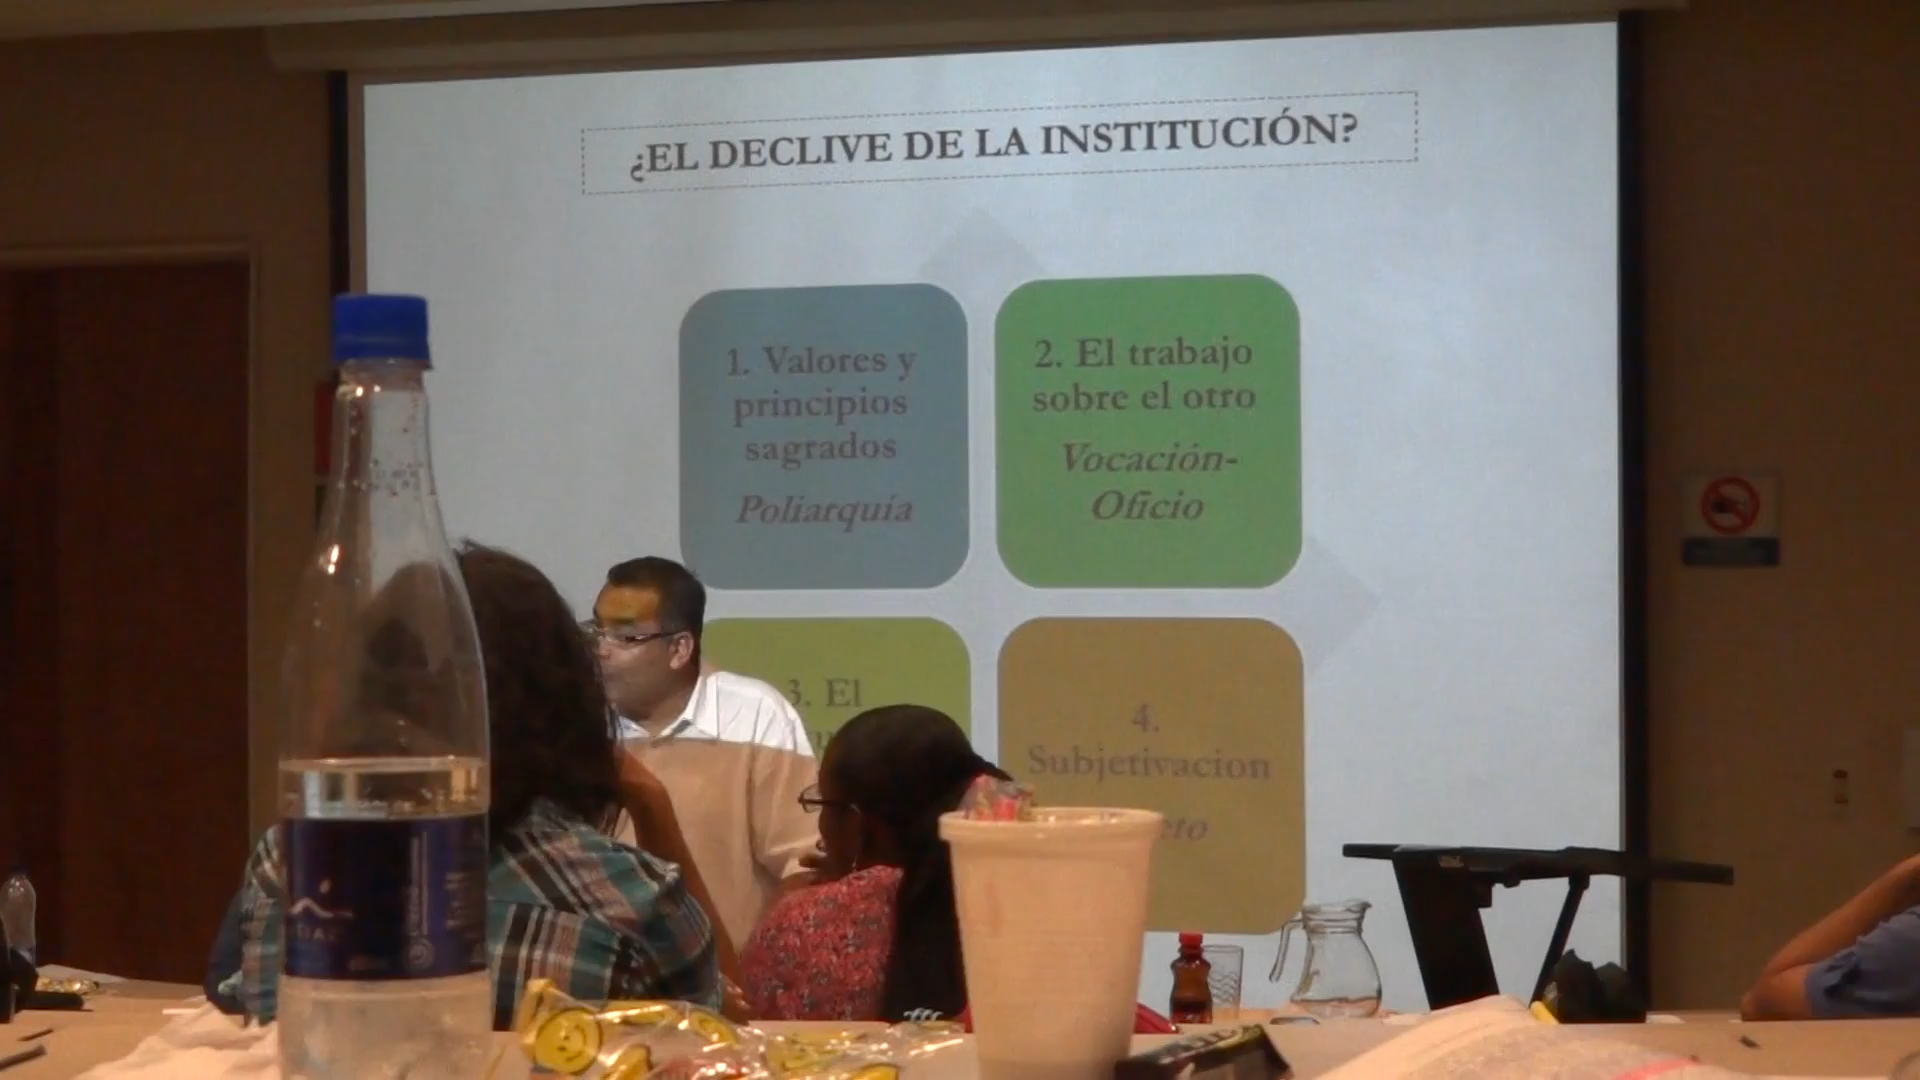 ¿EL DECLIVE DE LA INSTITUCIÓN?
1. Valores y
principios
sagrados
Poliarquía
2. El trabajo
sobre el otro
Vocación-
Oficio
3. El
4.
Subjetivacion